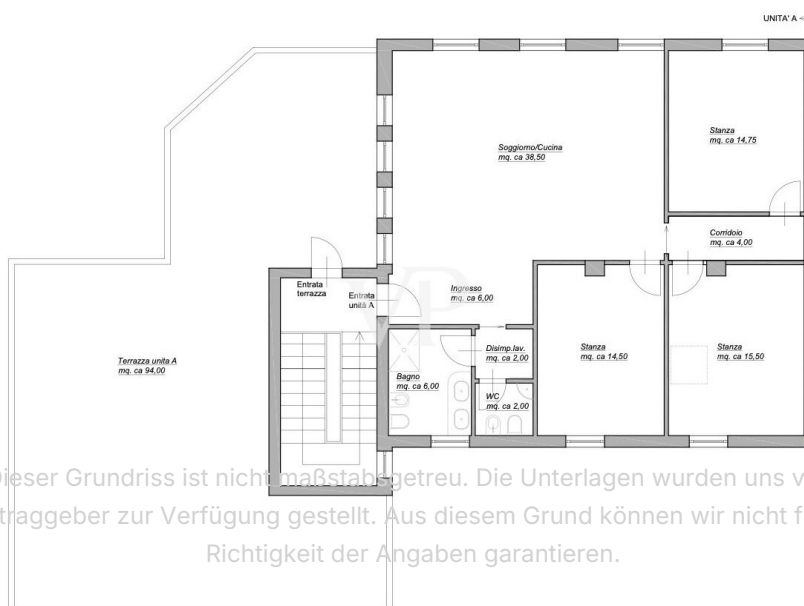 UNITA' A -
Stanza
mq. ca 14,75
Soggiorno/Cucina
mq. ca 38,50
Corridoio
mq. ca 4,00
Entrata
terrazza
Entrata
unità A
Ingresso
mq. ca 6,00
VP
Terrazza unita A
mq. ca 94,00
Bagno
mq. ca 6,00
Disimp.lav.
mq. ca 2,00
WC
mq. ca 2,00
Stanza
mq. ca 14,50
Stanza
mq. ca 15,50
ieser Grundriss ist nicht maßstabsgetreu. Die Unterlagen wurden uns v
traggeber zur Verfügung gestellt. Aus diesem Grund können wir nicht f
Richtigkeit der Angaben garantieren.